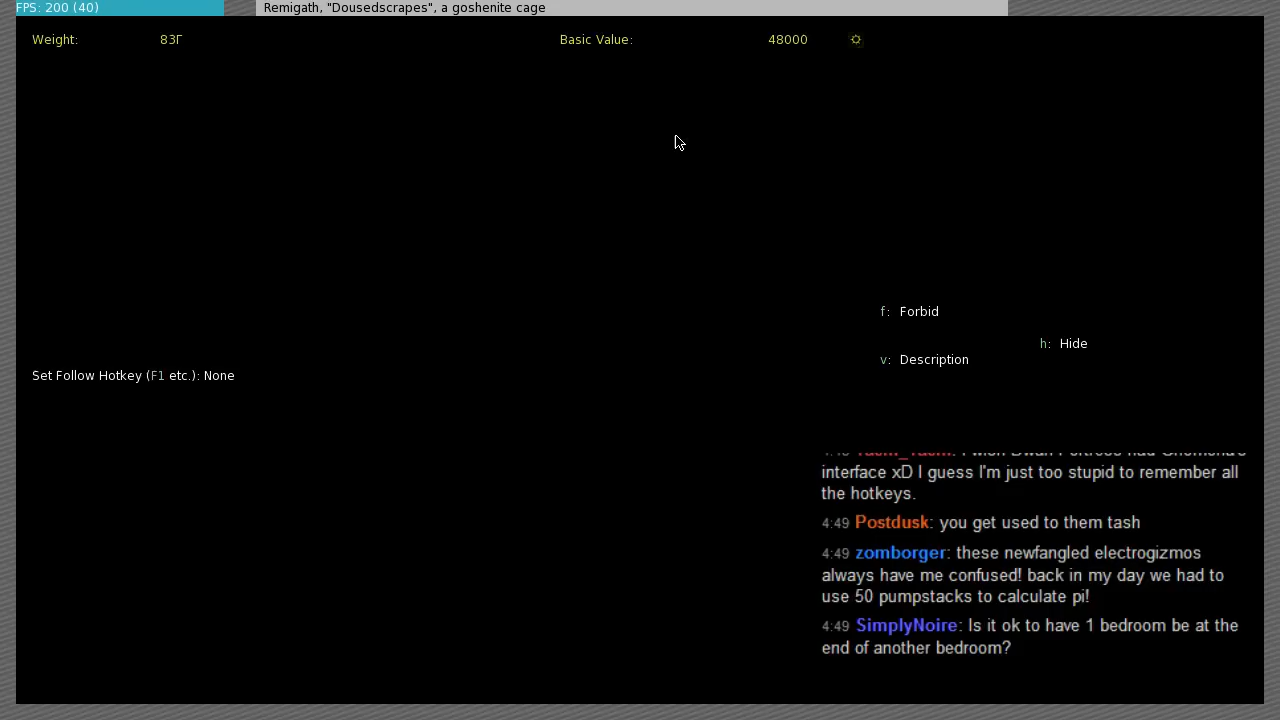 FPS: 200 (40)
Remigath, "Dousedscrapes", a goshenite cage
Weight: 83Γ Basic Value: 48000 ☼
f: Forbid
h: Hide
v: Description
Set Follow Hotkey (F1 etc.): None
interface xD I guess I'm just too stupid to remember all
the hotkeys.
4:49 Postdusk: you get used to them tash
4:49 zomborger: these newfangled electrogizmos
always have me confused! back in my day we had to
use 50 pumpstacks to calculate pi!
4:49 SimplyNoire: Is it ok to have 1 bedroom be at the
end of another bedroom?